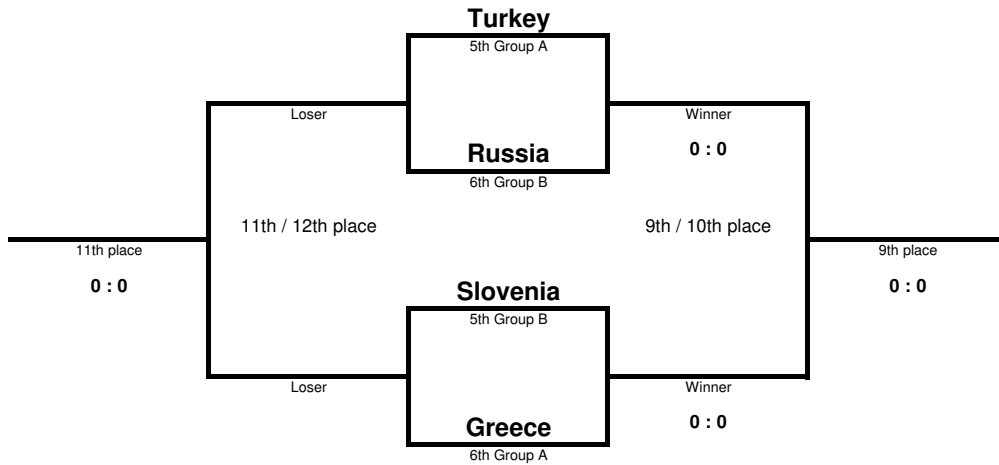 Turkey
5th Group A
Loser
Winner
0 : 0
Russia
6th Group B
11th / 12th place
9th / 10th place
11th place
0 : 0
9th place
0 : 0
Slovenia
5th Group B
Loser
Winner
0 : 0
Greece
6th Group A